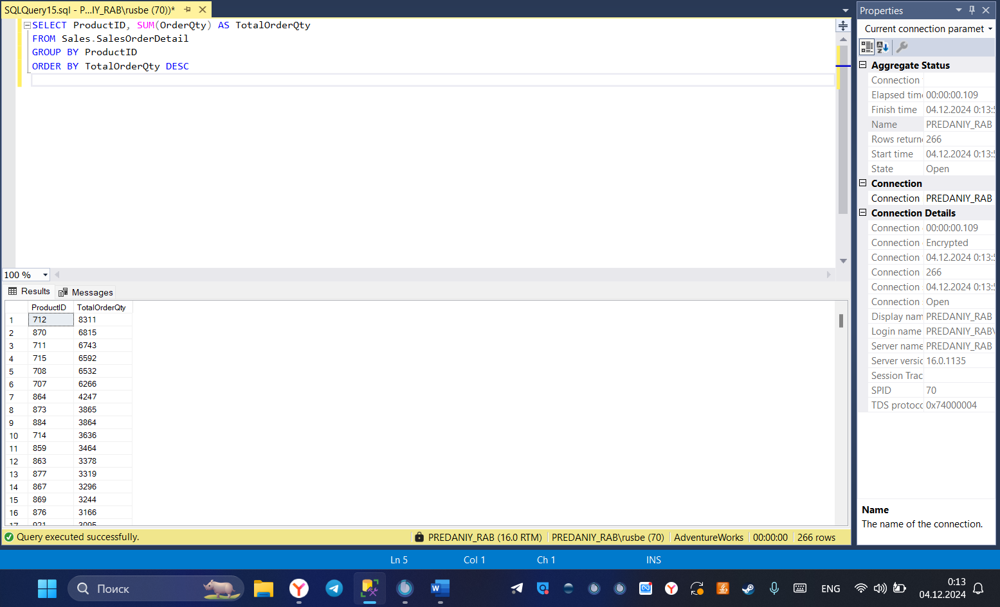 SQLQuery15.sql - P...IY_RAB\rusbe (70))*
SELECT ProductID, SUM(OrderQty) AS TotalOrderQty
FROM Sales.SalesOrderDetail
GROUP BY ProductID
ORDER BY TotalOrderQty DESC
100 %
Results
Messages
ProductID TotalOrderQty
1 712 8311
2 870 6815
3 711 6743
4 715 6592
5 708 6532
6 707 6266
7 864 4247
8 873 3865
9 884 3864
10 714 3636
11 859 3464
12 863 3378
13 877 3319
14 867 3296
15 869 3244
16 876 3166
17 921 3095
Query executed successfully.
PREDANIY_RAB (16.0 RTM)
PREDANIY_RAB\rusbe (70)
AdventureWorks
00:00:00
266 rows
Properties
Current connection paramet
Aggregate Status
Connection
Elapsed time 00:00:00.109
Finish time 04.12.2024 0:13:5
Name PREDANIY_RAB
Rows returne 266
Start time 04.12.2024 0:13:5
State Open
Connection
Connection PREDANIY_RAB
Connection Details
Connection 00:00:00.109
Connection Encrypted
Connection 04.12.2024 0:13:5
Connection 266
Connection 04.12.2024 0:13:5
Connection Open
Display nam PREDANIY_RAB
Login name PREDANIY_RAB\
Server name PREDANIY_RAB
Server versio 16.0.1135
Session Trac
SPID 70
TDS protocc 0x74000004
Name
The name of the connection.
Ln 5
Col 1
Ch 1
INS
Поиск
ENG
0:13
04.12.2024